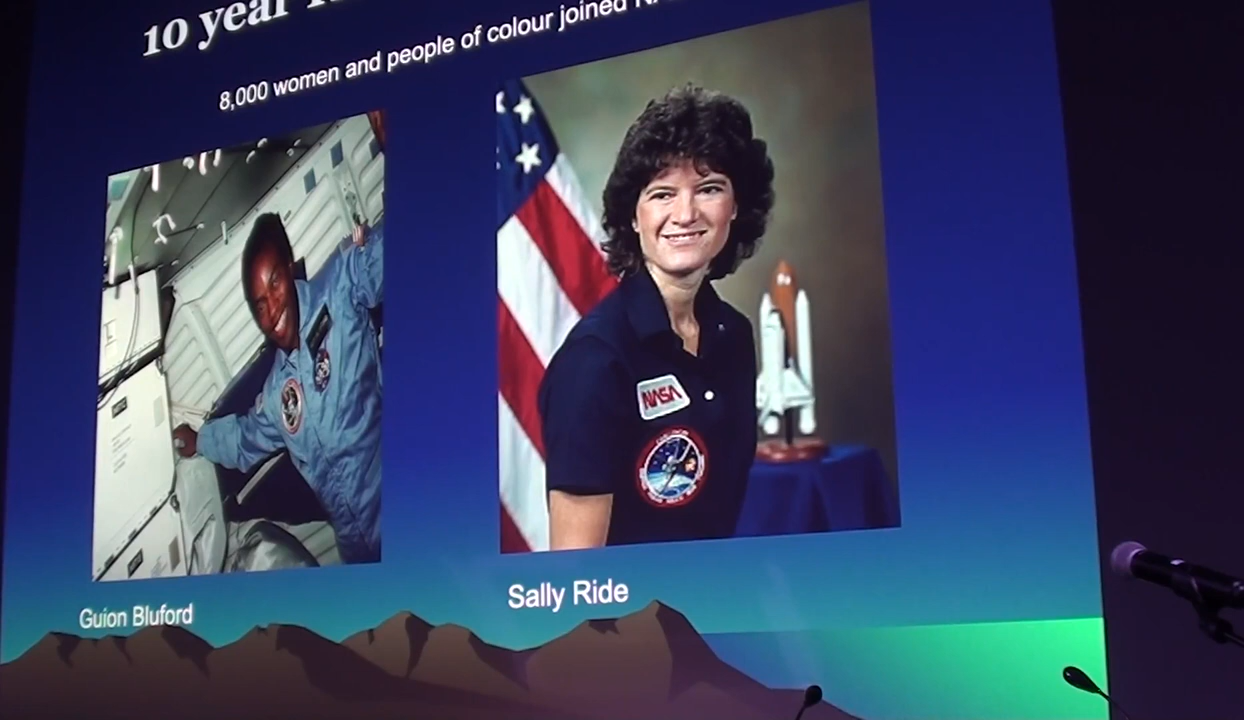 10 year
8,000 women and people of colour joined
NASA
Guion Bluford
Sally Ride